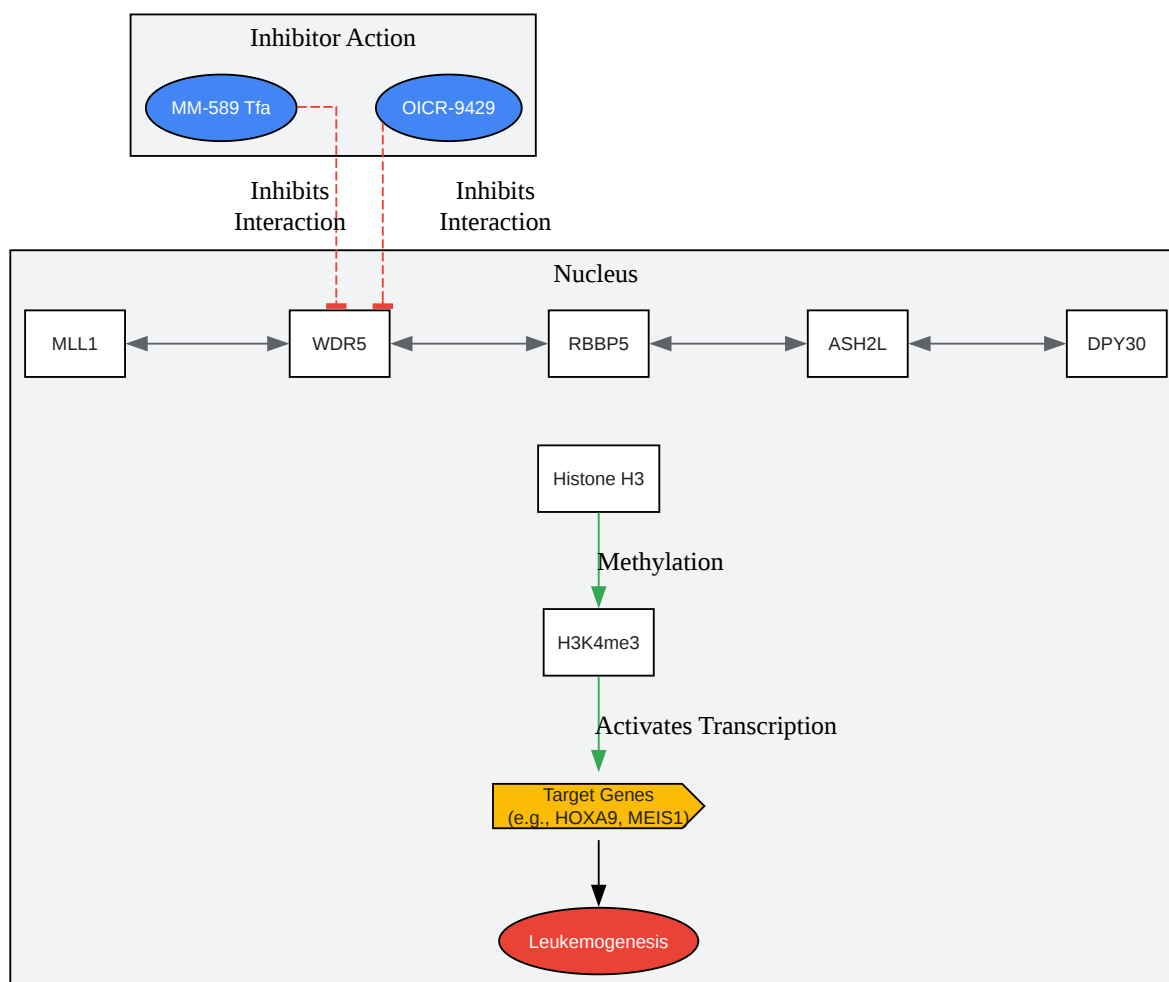 Inhibitor Action
MM-589 Tfa
OICR-9429
Inhibits
Interaction
Inhibits
Interaction
Nucleus
MLL1
WDR5
RBBP5
ASH2L
DPY30
Histone H3
Methylation
H3K4me3
Activates Transcription
Target Genes
(e.g., HOXA9, MEIS1)
Leukemogenesis